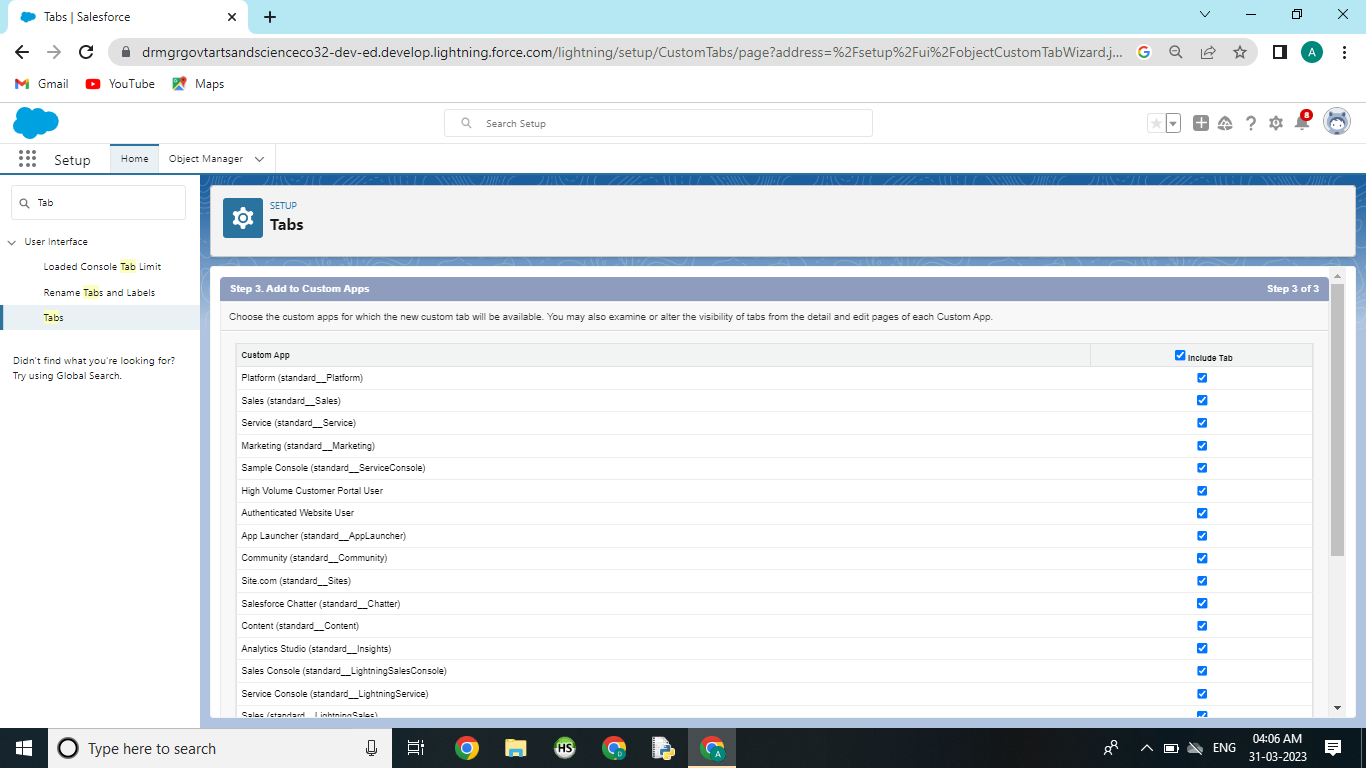 Tabs | Salesforce
drmgrgovtartsandscienceco32-dev-ed.develop.lightning.force.com/lightning/setup/CustomTabs/page?address=%2Fsetup%2Fui%2FobjectCustomTabWizard.j...
A
Gmail
YouTube
Maps
Search Setup
8
Setup
Home
Object Manager
Tab
User Interface
Loaded Console Tab Limit
Rename Tabs and Labels
Tabs
Didn't find what you're looking for?
Try using Global Search.
SETUP
Tabs
Step 3. Add to Custom Apps
Step 3 of 3
Choose the custom apps for which the new custom tab will be available. You may also examine or alter the visibility of tabs from the detail and edit pages of each Custom App.
Custom App
Include Tab
Platform (standard__Platform)
Sales (standard__Sales)
Service (standard__Service)
Marketing (standard__Marketing)
Sample Console (standard__ServiceConsole)
High Volume Customer Portal User
Authenticated Website User
App Launcher (standard__AppLauncher)
Community (standard__Community)
Site.com (standard__Sites)
Salesforce Chatter (standard__Chatter)
Content (standard__Content)
Analytics Studio (standard__Insights)
Sales Console (standard__LightningSalesConsole)
Service Console (standard__LightningService)
Sales (standard__LightningSales)
Type here to search
HS
D
A
ENG
04:06 AM
31-03-2023